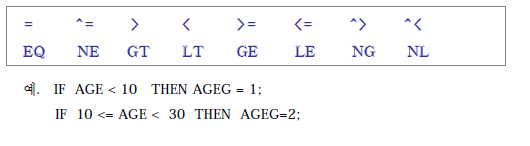 = ^= > < >= <= ^> ^<
EQ NE GT LT GE LE NG NL
예. IF AGE < 10 THEN AGEG = 1;
IF 10 <= AGE < 30 THEN AGEG=2;